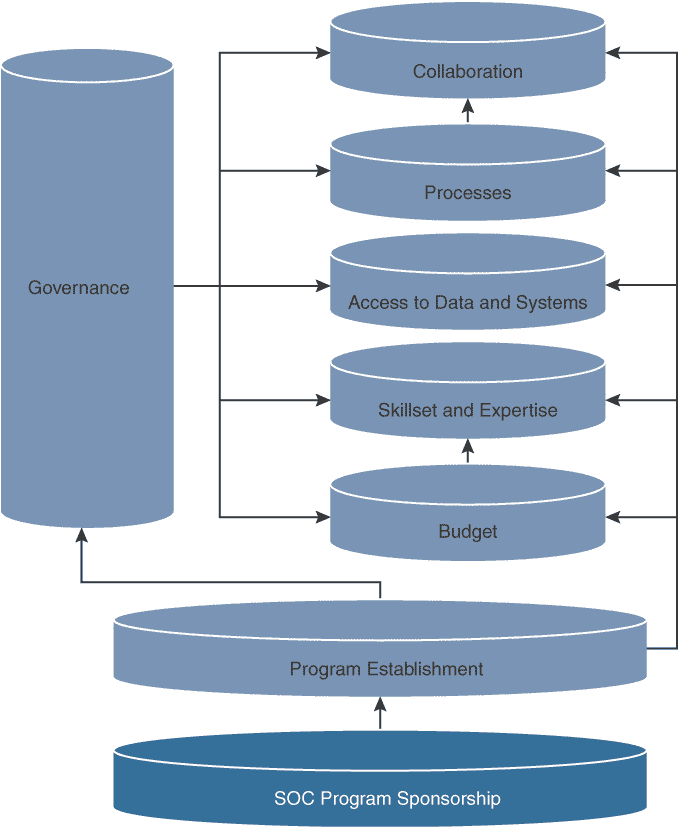 Collaboration
Processes
Governance
Access to Data and Systems
Skillset and Expertise
Budget
Program Establishment
SOC Program Sponsorship